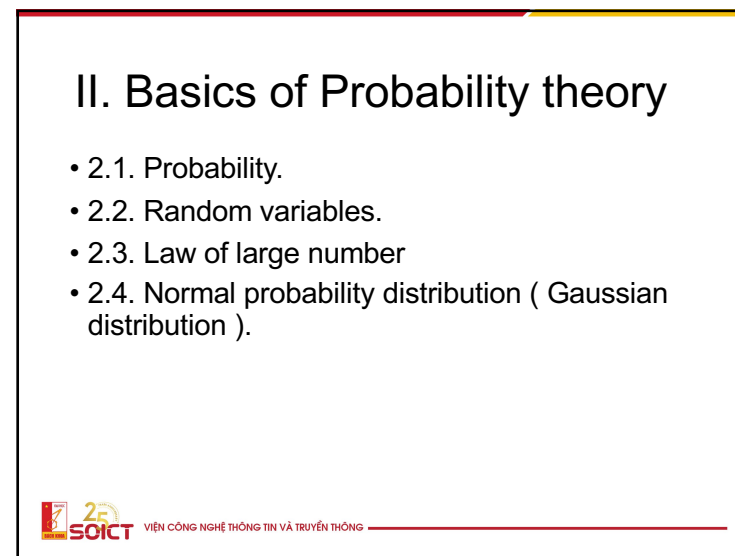 II. Basics of Probability theory
• 2.1. Probability.
• 2.2. Random variables.
• 2.3. Law of large number
• 2.4. Normal probability distribution ( Gaussian
distribution ).
25
SOICT
VIỆN CÔNG NGHỆ THÔNG TIN VÀ TRUYỀN THÔNG